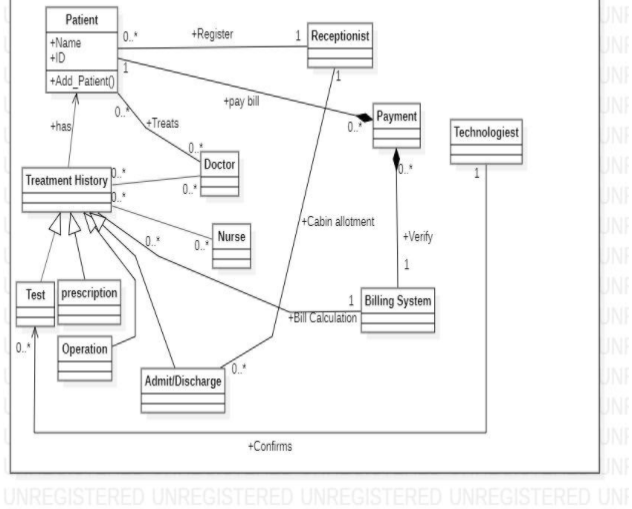 Patient
+Name
+ID
+Add_Patient()
0..*
+Register
1
Receptionist
1
1
+pay bill
0..*
Payment
Technologiest
1
0..*
+Treats
0..*
+has
Doctor
Treatment History
0..*
0..*
0..*
0..*
Nurse
0..*
+Cabin allotment
0..*
+Verify
1
Test
prescription
1
Billing System
+Bill Calculation
0..*
Operation
Admit/Discharge
0..*
+Confirms
UNREGISTERED UNREGISTERED UNREGISTERED UNREGISTERED UNR